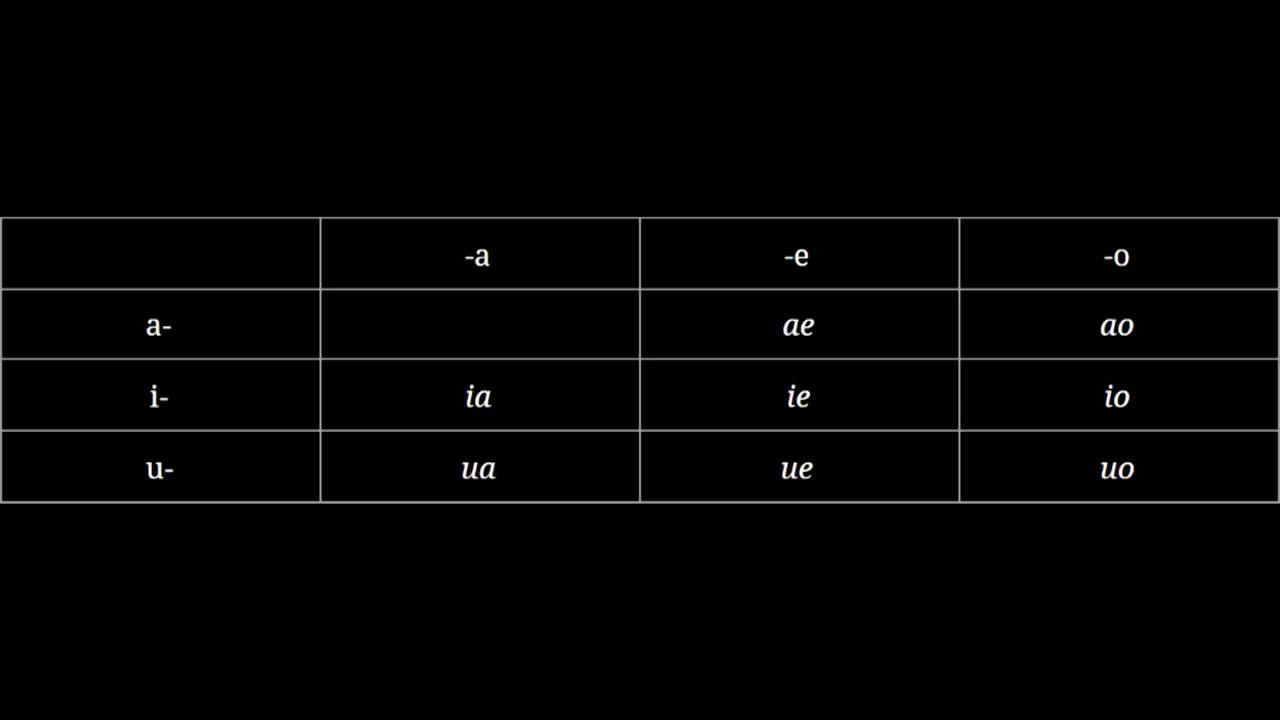 -a -e -o
a- ae ao
i- ia ie io
u- ua ue uo